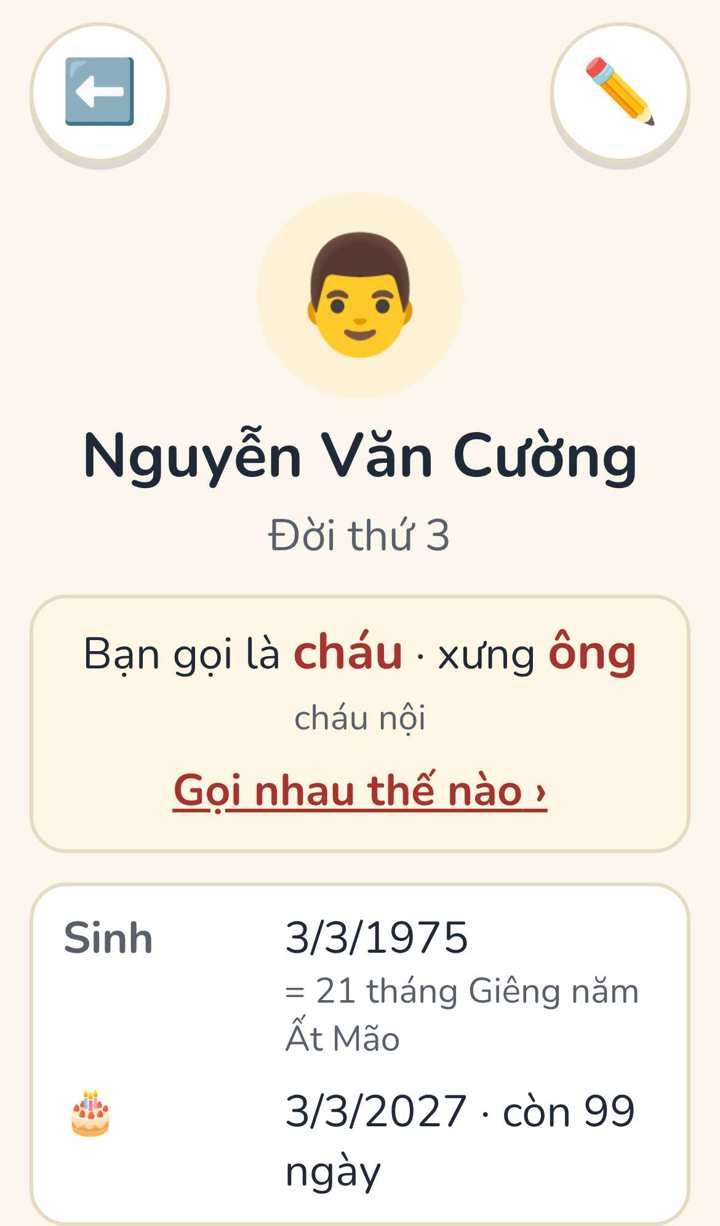 Nguyễn Văn Cường
Đời thứ 3
Bạn gọi là cháu · xưng ông
cháu nội
Gọi nhau thế nào ›
Sinh 3/3/1975
= 21 tháng Giêng năm
Ất Mão
3/3/2027 · còn 99
ngày